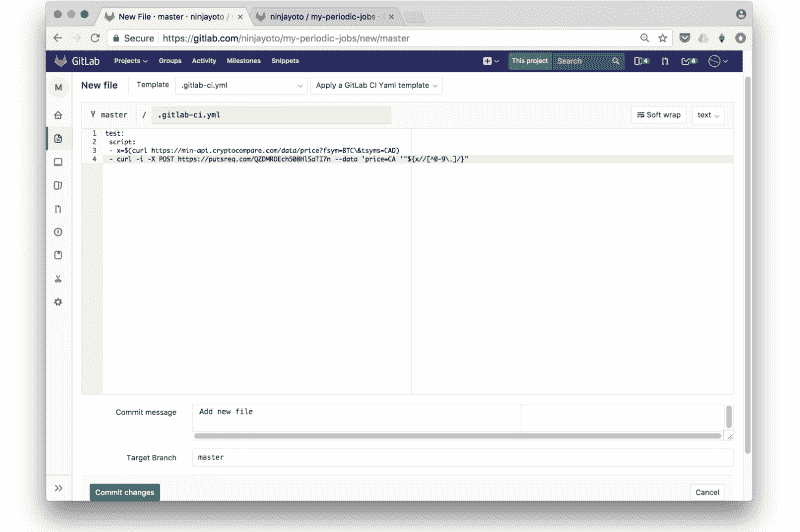 New File · master · ninjayoto /
ninjayoto / my-periodic-jobs ·
Secure https://gitlab.com/ninjayoto/my-periodic-jobs/new/master
GitLab Projects Groups Activity Milestones Snippets This project Search
M New file Template .gitlab-ci.yml Apply a GitLab CI Yaml template
master / .gitlab-ci.yml Soft wrap text
1 test:
2 script:
3 - x=$(curl https://min-api.cryptocompare.com/data/price?fsym=BTC\&tsyms=CAD)
4 - curl -i -X POST --data 'price=CA '"${x//[^0-9\.]/}"
Commit message Add new file
Target Branch master
Commit changes Cancel